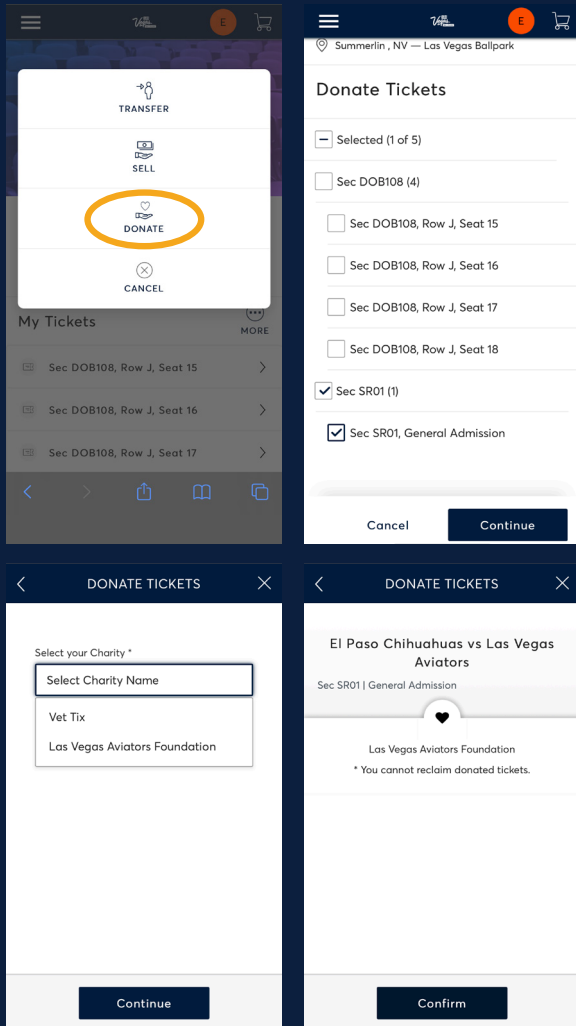 Las Vegas
E
TRANSFER
SELL
DONATE
CANCEL
My Tickets
MORE
Sec DOB108, Row J, Seat 15
Sec DOB108, Row J, Seat 16
Sec DOB108, Row J, Seat 17
Las Vegas
E
Summerlin , NV — Las Vegas Ballpark
Donate Tickets
Selected (1 of 5)
Sec DOB108 (4)
Sec DOB108, Row J, Seat 15
Sec DOB108, Row J, Seat 16
Sec DOB108, Row J, Seat 17
Sec DOB108, Row J, Seat 18
Sec SR01 (1)
Sec SR01, General Admission
Cancel
Continue
DONATE TICKETS
Select your Charity *
Select Charity Name
Vet Tix
Las Vegas Aviators Foundation
Continue
DONATE TICKETS
El Paso Chihuahuas vs Las Vegas
Aviators
Sec SR01 | General Admission
Las Vegas Aviators Foundation
* You cannot reclaim donated tickets.
Confirm